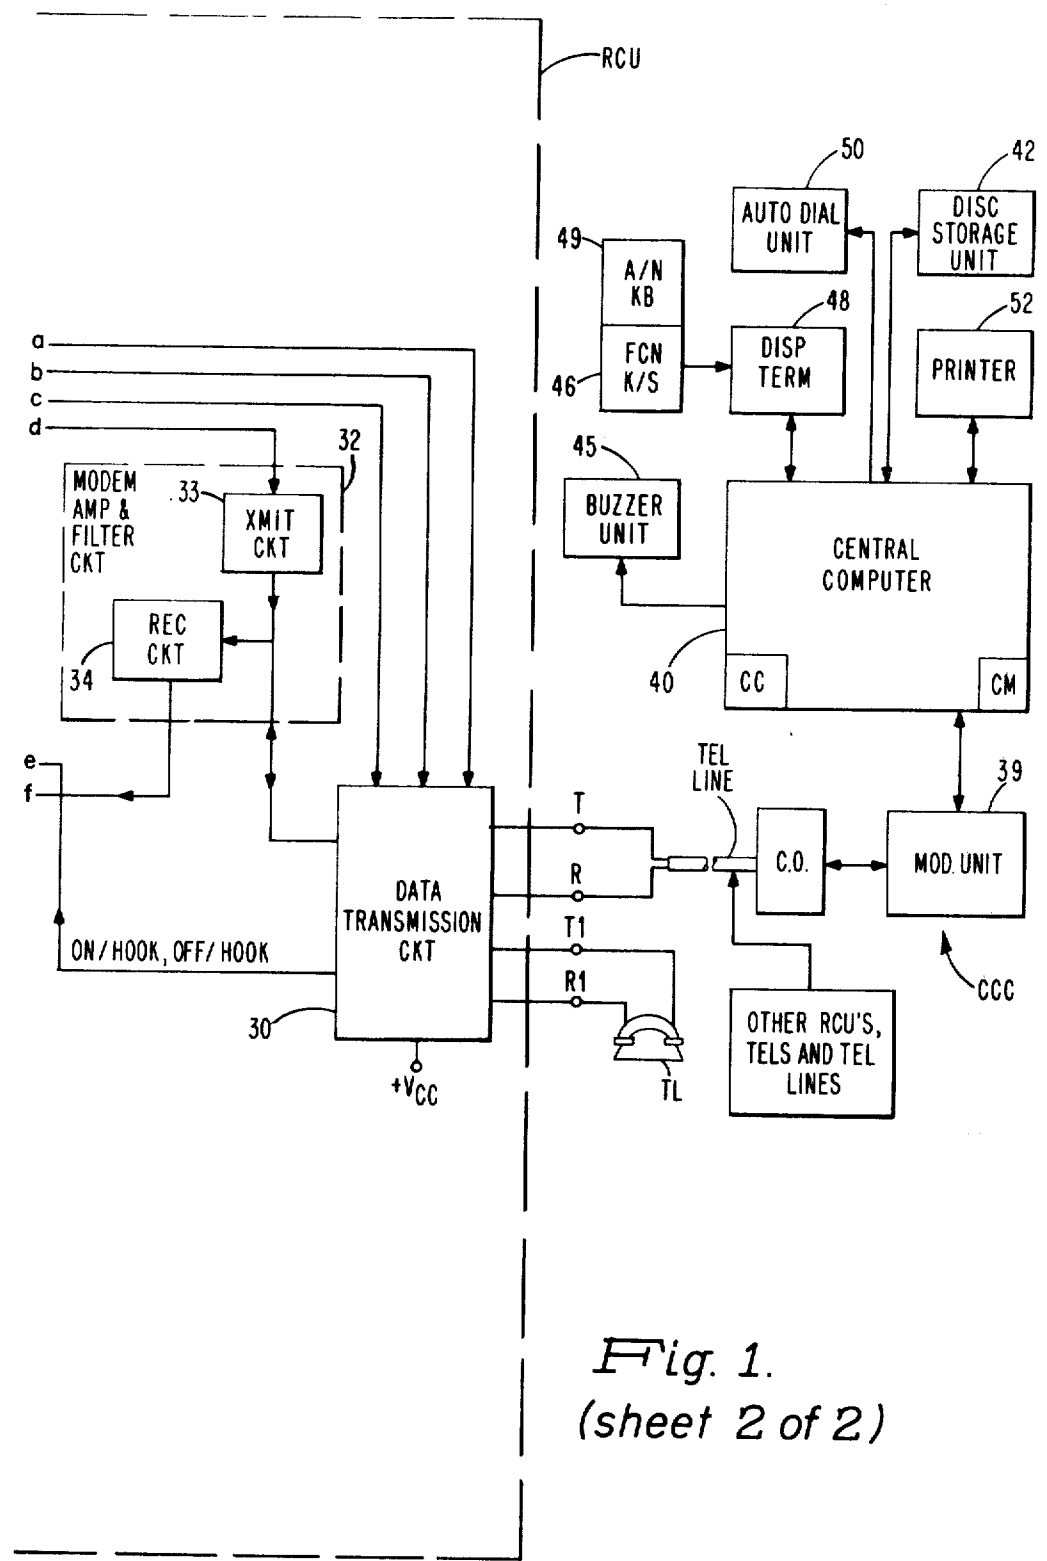 RCU
50
42
AUTO DIAL
UNIT
DISC
STORAGE
UNIT
49
A/N
KB
48
52
FCN
K/S
46
DISP
TERM
PRINTER
a
b
c
d
32
45
MODEM
AMP &
FILTER
CKT
33
XMIT
CKT
BUZZER
UNIT
CENTRAL
COMPUTER
REC
CKT
34
40
CC
CM
e
f
TEL
LINE
39
T
R
C.O.
MOD. UNIT
DATA
TRANSMISSION
CKT
T1
R1
ON/HOOK, OFF/HOOK
30
CCC
OTHER RCU'S,
TELS AND TEL
LINES
TL
+VCC
Fig. 1.
(sheet 2 of 2)